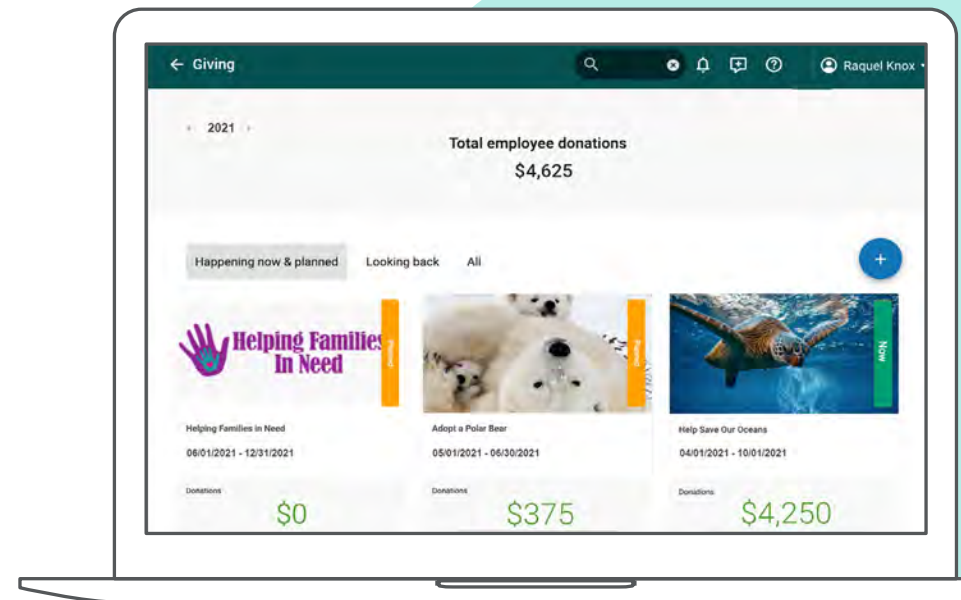 Giving
Raquel Knox
2021
Total employee donations
$4,625
Happening now & planned
Looking back
All
Helping Families
In Need
Planned
Planned
Now
Helping Families in Need
Adopt a Polar Bear
Help Save Our Oceans
06/01/2021 - 12/31/2021
05/01/2021 - 06/30/2021
04/01/2021 - 10/01/2021
Donations
Donations
Donations
$0
$375
$4,250